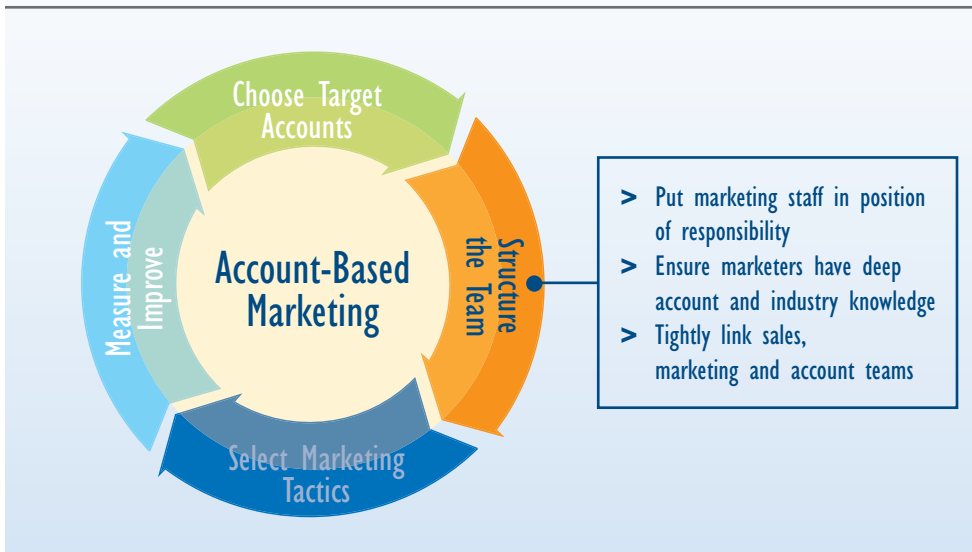 Choose Target
Accounts
Structure
the Team
> Put marketing staff in position
of responsibility
> Ensure marketers have deep
account and industry knowledge
> Tightly link sales,
marketing and account teams
Account-Based
Marketing
Measure and
Improve
Select Marketing
Tactics